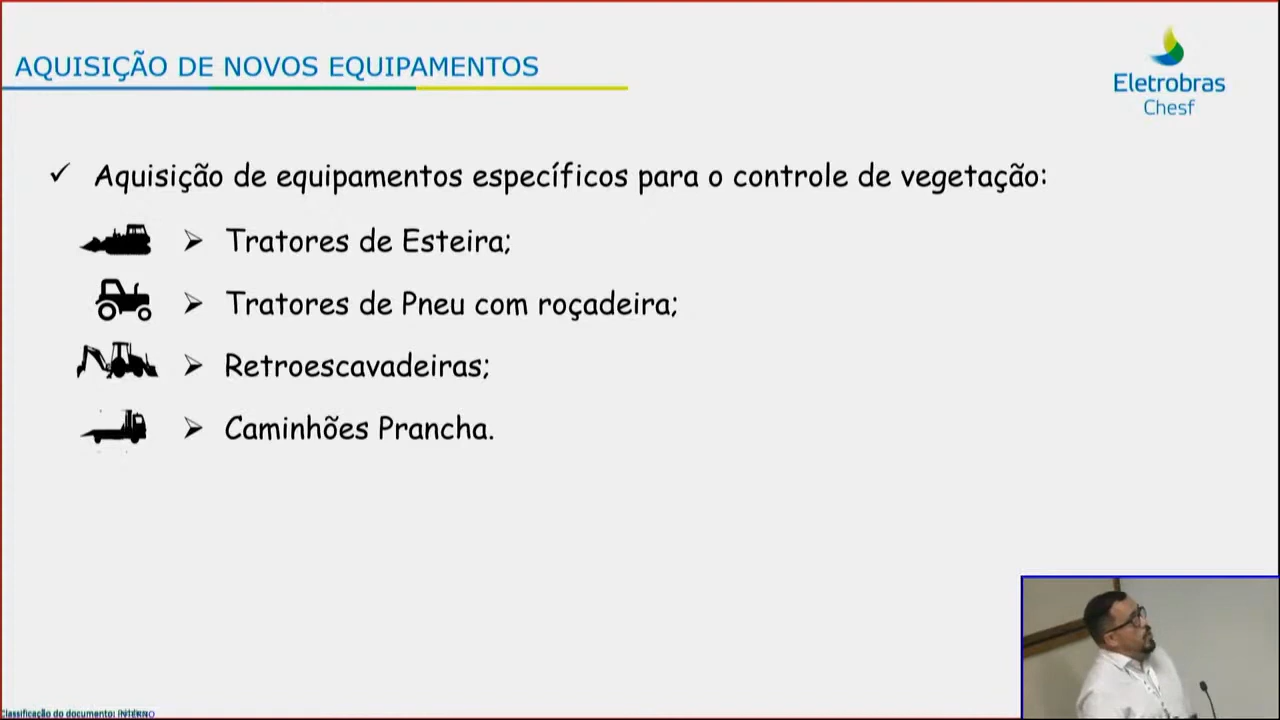 AQUISIÇÃO DE NOVOS EQUIPAMENTOS
Eletrobras
Chesf
✓ Aquisição de equipamentos específicos para o controle de vegetação:
➢ Tratores de Esteira;
➢ Tratores de Pneu com roçadeira;
➢ Retroescavadeiras;
➢ Caminhões Prancha.
Classificação do documento: INTERNO